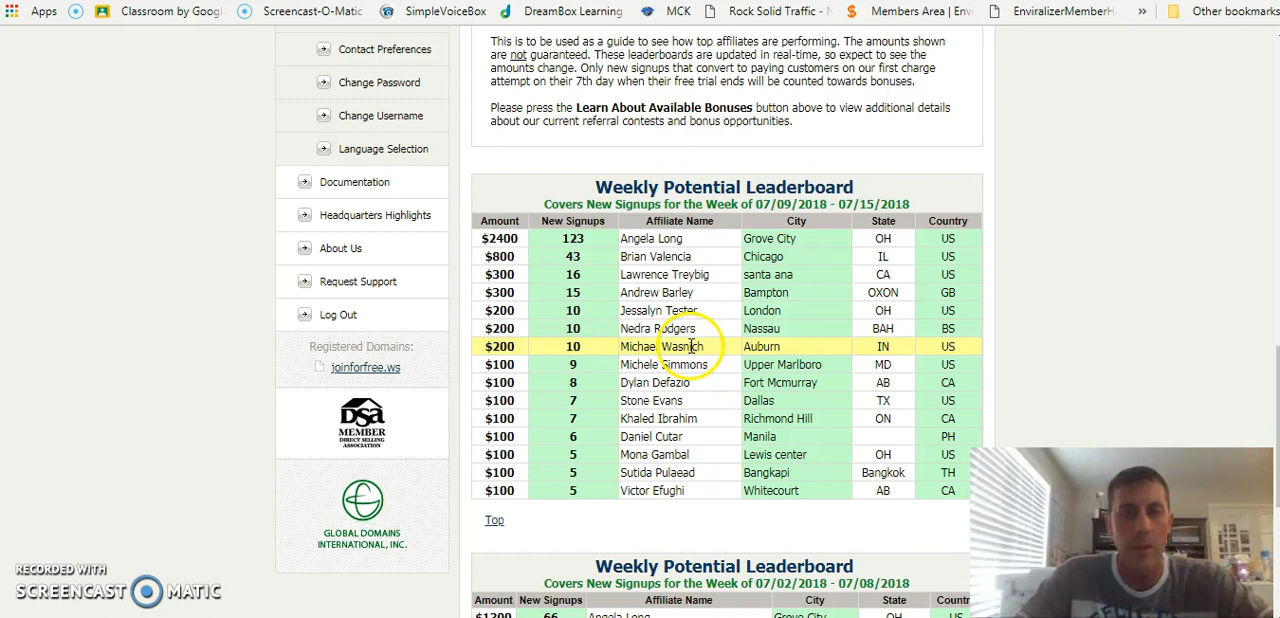 Apps Classroom by Googl Screencast-O-Matic SimpleVoiceBox DreamBox Learning MCK Rock Solid Traffic - Members Area | Envi EnviralizerMemberH » Other bookmarks
Contact Preferences
Change Password
Change Username
Language Selection
Documentation
Headquarters Highlights
About Us
Request Support
Log Out
Registered Domains:
joinforfree.ws
DSA
MEMBER
DIRECT SELLING
ASSOCIATION
GLOBAL DOMAINS
INTERNATIONAL, INC.
This is to be used as a guide to see how top affiliates are performing. The amounts shown
are not guaranteed. These leaderboards are updated in real-time, so expect to see the
amounts change. Only new signups that convert to paying customers on our first charge
attempt on their 7th day when their free trial ends will be counted towards bonuses.
Please press the Learn About Available Bonuses button above to view additional details
about our current referral contests and bonus opportunities.
Weekly Potential Leaderboard
Covers New Signups for the Week of 07/09/2018 - 07/15/2018
Amount New Signups Affiliate Name City State Country
$2400 123 Angela Long Grove City OH US
$800 43 Brian Valencia Chicago IL US
$300 16 Lawrence Treybig santa ana CA US
$300 15 Andrew Barley Bampton OXON GB
$200 10 Jessalyn Tester London OH US
$200 10 Nedra Rodgers Nassau BAH BS
$200 10 Michael Wasnich Auburn IN US
$100 9 Michele Simmons Upper Marlboro MD US
$100 8 Dylan Defazio Fort Mcmurray AB CA
$100 7 Stone Evans Dallas TX US
$100 7 Khaled Ibrahim Richmond Hill ON CA
$100 6 Daniel Cutar Manila PH
$100 5 Mona Gambal Lewis center OH US
$100 5 Sutida Pulaead Bangkapi Bangkok TH
$100 5 Victor Efughi Whitecourt AB CA
Top
Weekly Potential Leaderboard
Covers New Signups for the Week of 07/02/2018 - 07/08/2018
Amount New Signups Affiliate Name City State Countr
$1200 66 Angela Long Grove City OH US
RECORDED WITH
SCREENCAST MATIC